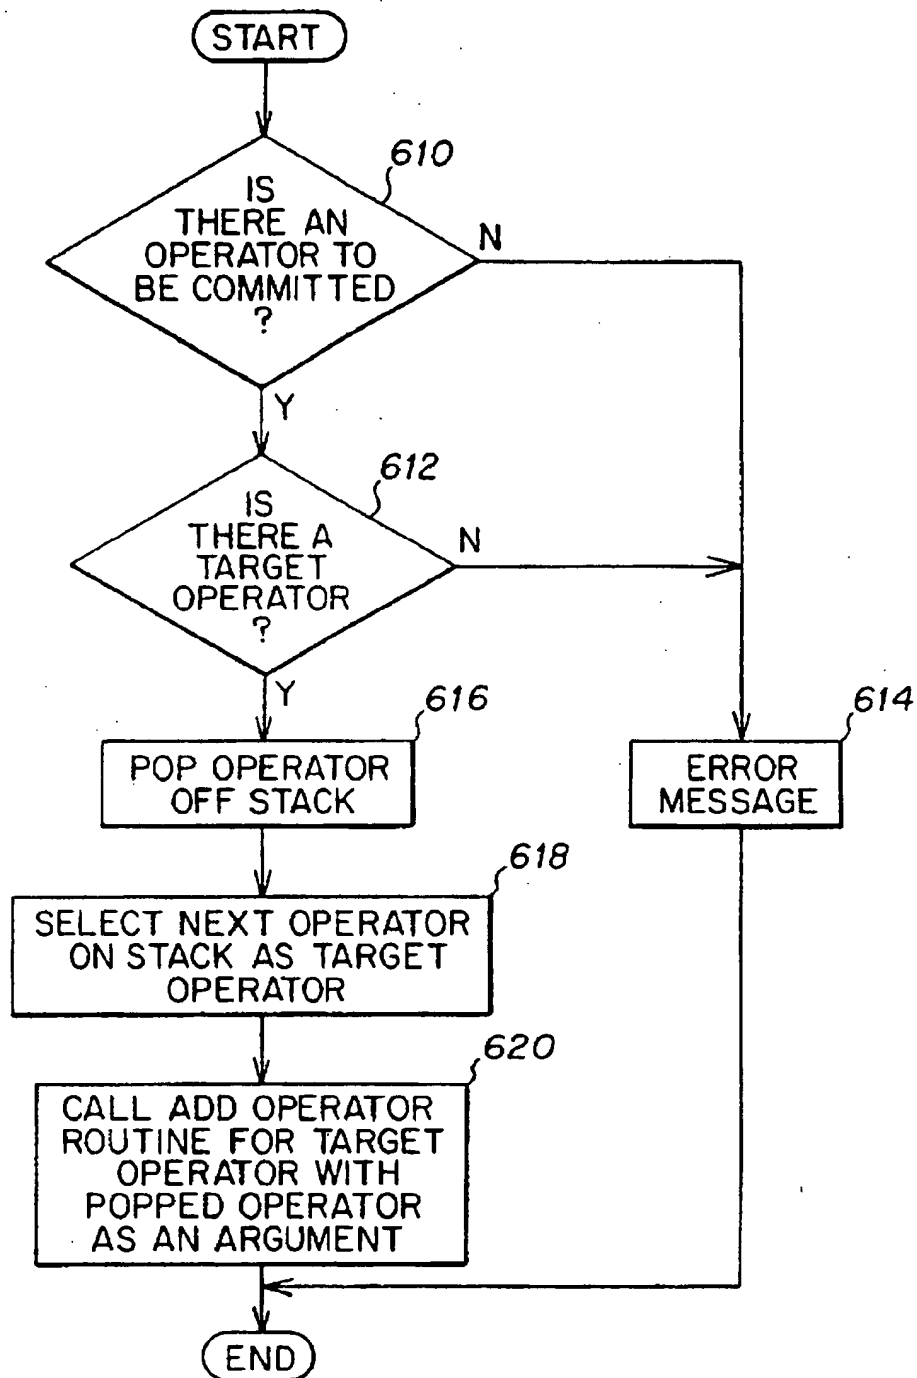 START
610
IS
THERE AN
OPERATOR TO
BE COMMITTED
?
N
Y
612
IS
THERE A
TARGET
OPERATOR
?
N
Y
616
POP OPERATOR
OFF STACK
614
ERROR
MESSAGE
618
SELECT NEXT OPERATOR
ON STACK AS TARGET
OPERATOR
620
CALL ADD OPERATOR
ROUTINE FOR TARGET
OPERATOR WITH
POPPED OPERATOR
AS AN ARGUMENT
END